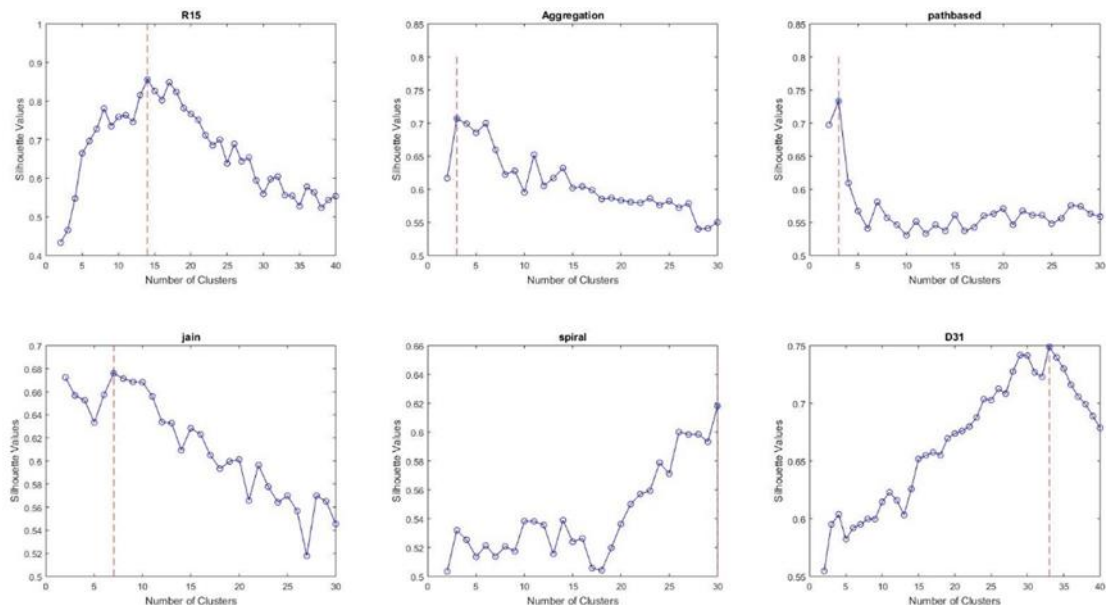 R15
1
0.9
0.8
0.7
0.6
0.5
0.4
Silhouette Values
0 5 10 15 20 25 30 35 40
Number of Clusters
Aggregation
0.85
0.8
0.75
0.7
0.65
0.6
0.55
0.5
Silhouette Values
0 5 10 15 20 25 30
Number of Clusters
pathbased
0.85
0.8
0.75
0.7
0.65
0.6
0.55
0.5
Silhouette Values
0 5 10 15 20 25 30
Number of Clusters
jain
0.7
0.68
0.66
0.64
0.62
0.6
0.58
0.56
0.54
0.52
0.5
Silhouette Values
0 5 10 15 20 25 30
Number of Clusters
spiral
0.66
0.64
0.62
0.6
0.58
0.56
0.54
0.52
0.5
Silhouette Values
0 5 10 15 20 25 30
Number of Clusters
D31
0.75
0.7
0.65
0.6
0.55
Silhouette Values
0 5 10 15 20 25 30 35 40
Number of Clusters